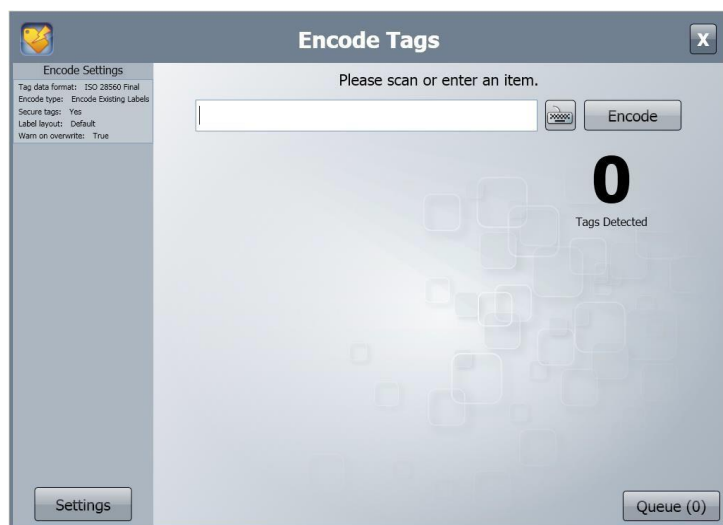 Encode Tags
X
Encode Settings
Tag data format: ISO 28560 Final
Encode type: Encode Existing Labels
Secure tags: Yes
Label layout: Default
Warn on overwrite: True
Please scan or enter an item.
Encode
0
Tags Detected
Settings
Queue (0)